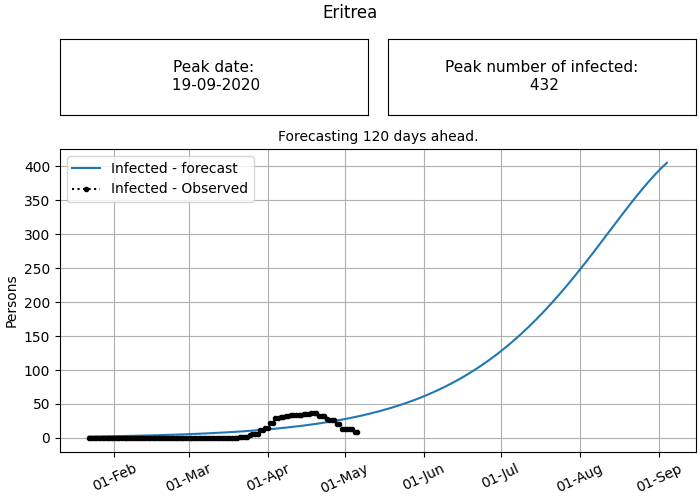 Eritrea
Peak date:
19-09-2020
Peak number of infected:
432
Forecasting 120 days ahead.
Infected - forecast
Infected - Observed
Persons
400
350
300
250
200
150
100
50
0
01-Feb
01-Mar
01-Apr
01-May
01-Jun
01-Jul
01-Aug
01-Sep